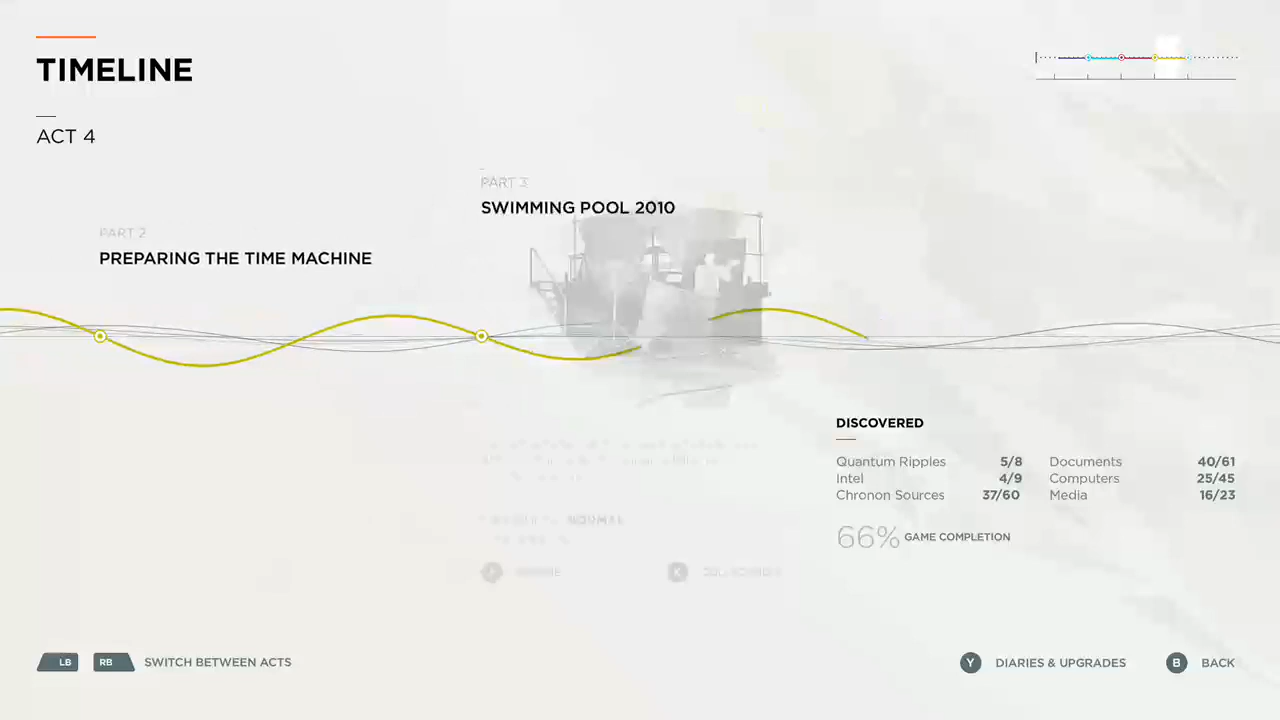 TIMELINE
ACT 4
PART 3
SWIMMING POOL 2010
PART 2
PREPARING THE TIME MACHINE
DISCOVERED
Quantum Ripples 5/8 Documents 40/61
Intel 4/9 Computers 25/45
Chronon Sources 37/60 Media 16/23
66% GAME COMPLETION
NORMAL
LB RB SWITCH BETWEEN ACTS
Y DIARIES & UPGRADES B BACK